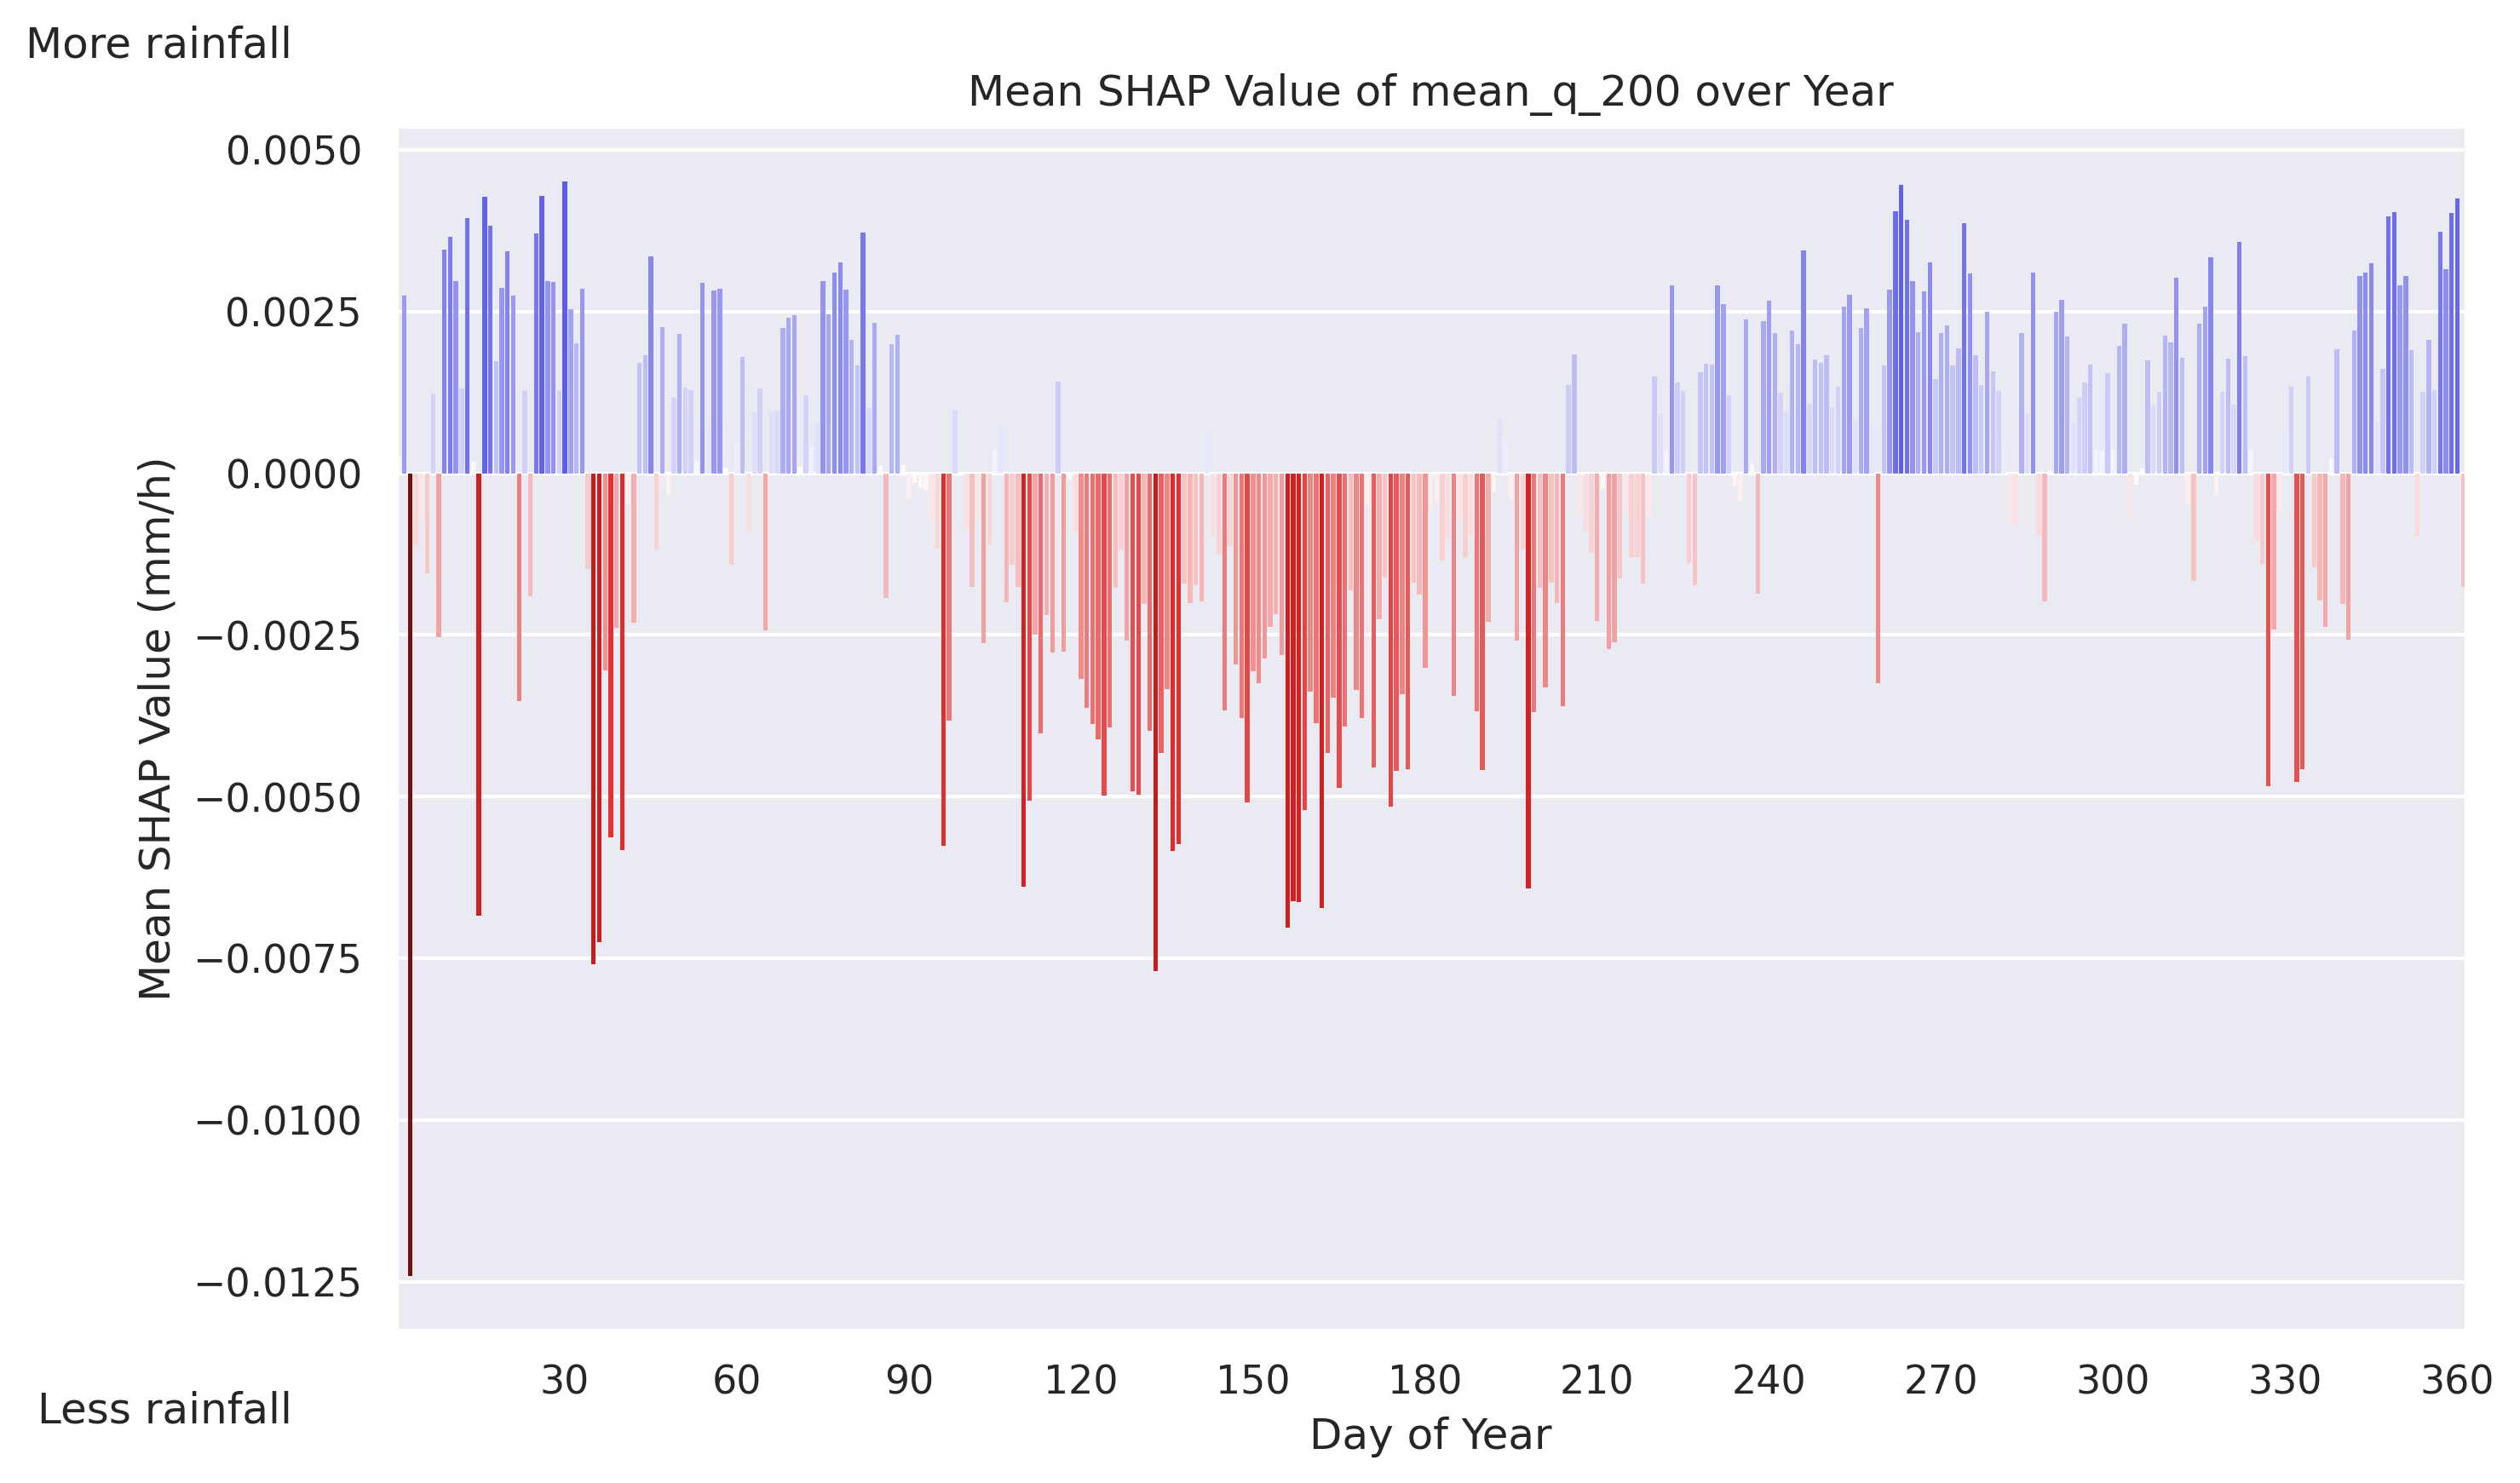 More rainfall
Mean SHAP Value of mean_q_200 over Year
0.0050
0.0025
0.0000
−0.0025
−0.0050
−0.0075
−0.0100
−0.0125
Mean SHAP Value (mm/h)
30 60 90 120 150 180 210 240 270 300 330 360
Less rainfall
Day of Year